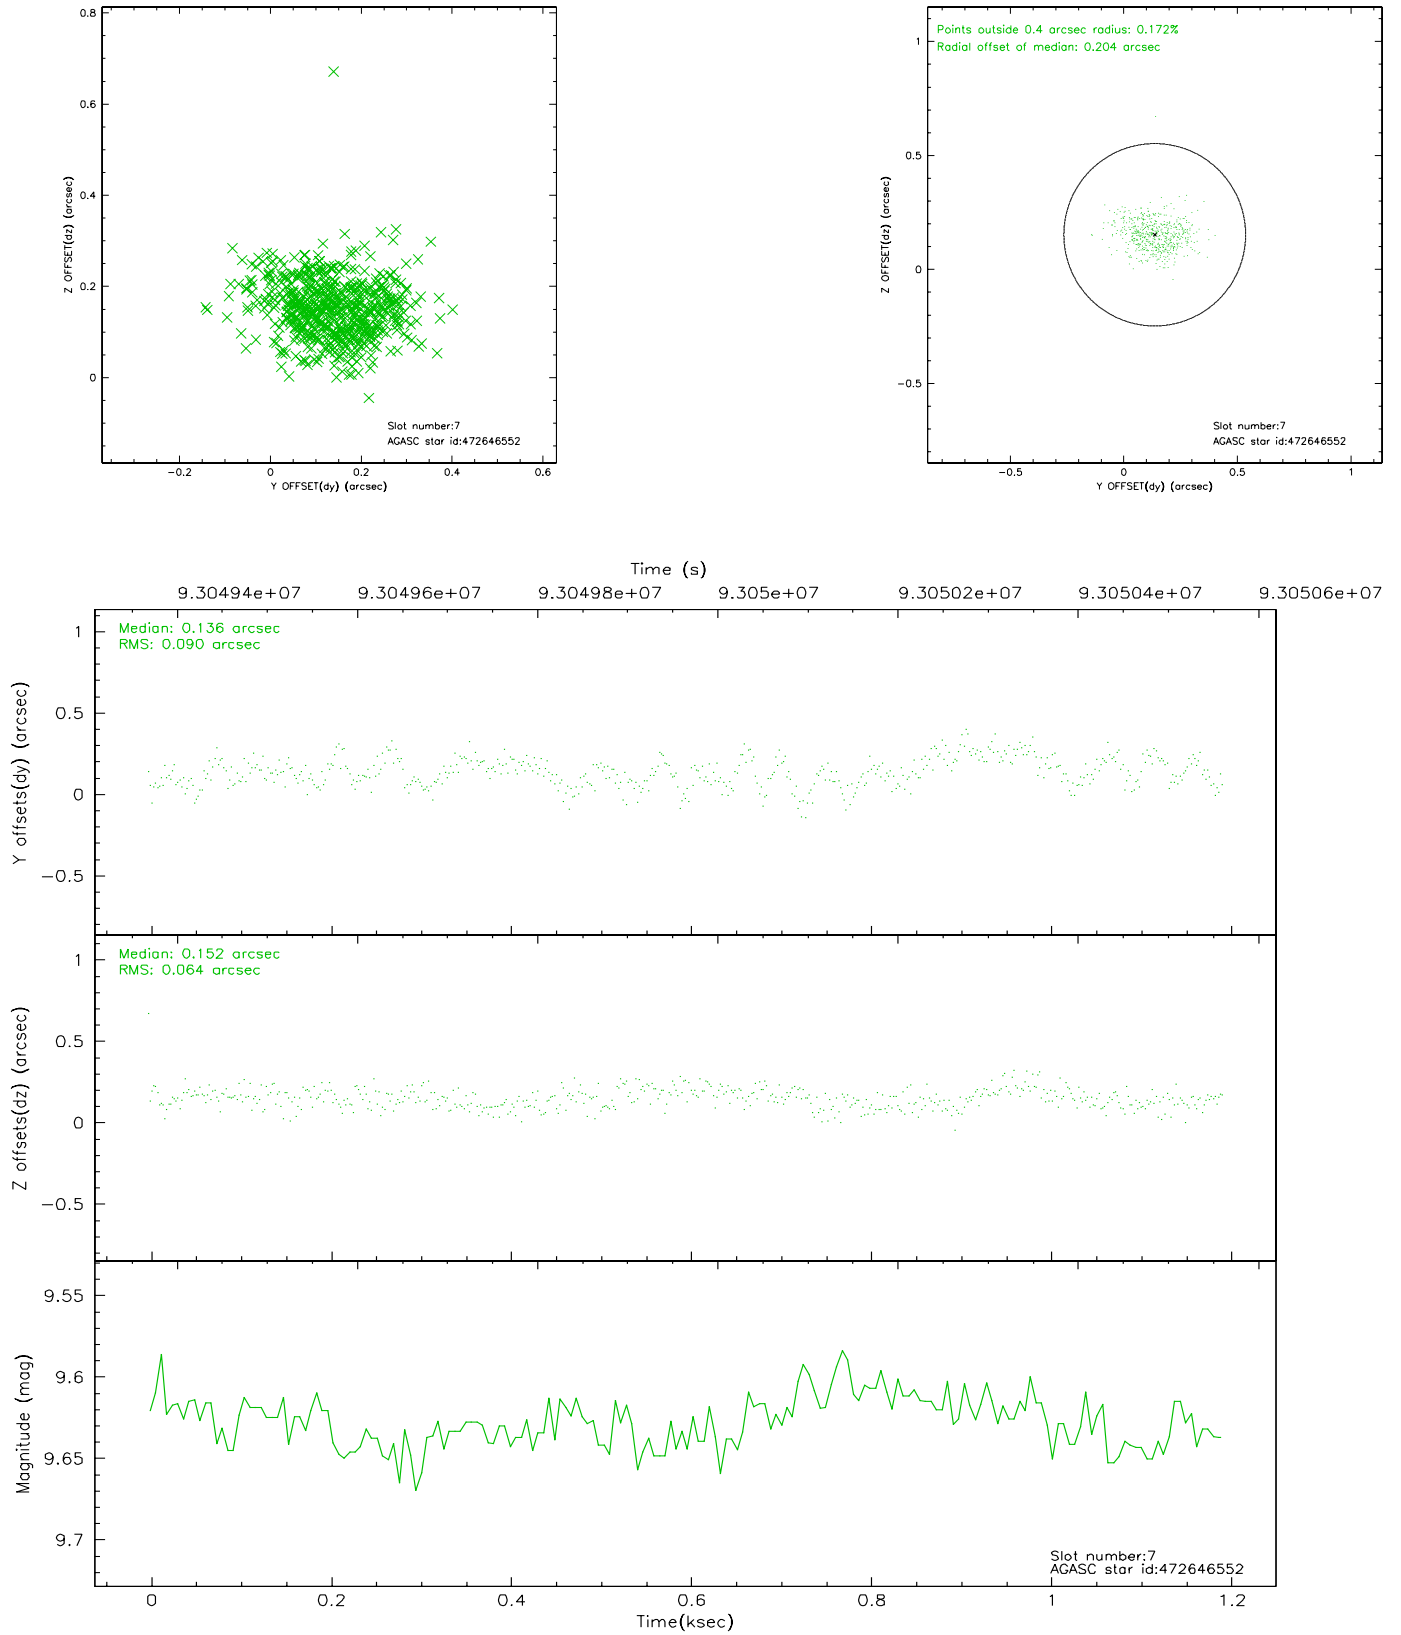 0.8
0.6
0.4
0.2
0
Z OFFSET(dz) (arcsec)
Slot number:7
AGASC star id:472646552
−0.2 0 0.2 0.4 0.6
Y OFFSET(dy) (arcsec)
Points outside 0.4 arcsec radius: 0.172%
Radial offset of median: 0.204 arcsec
1
0.5
0
−0.5
Z OFFSET(dz) (arcsec)
Slot number:7
AGASC star id:472646552
−0.5 0 0.5 1
Y OFFSET(dy) (arcsec)
Time (s)
9.30494e+07 9.30496e+07 9.30498e+07 9.305e+07 9.30502e+07 9.30504e+07 9.30506e+07
Median: 0.136 arcsec
RMS: 0.090 arcsec
1
0.5
0
−0.5
Y offsets(dy) (arcsec)
Median: 0.152 arcsec
RMS: 0.064 arcsec
1
0.5
0
−0.5
Z offsets(dz) (arcsec)
9.55
9.6
9.65
9.7
Magnitude (mag)
Slot number:7
AGASC star id:472646552
0 0.2 0.4 0.6 0.8 1 1.2
Time(ksec)